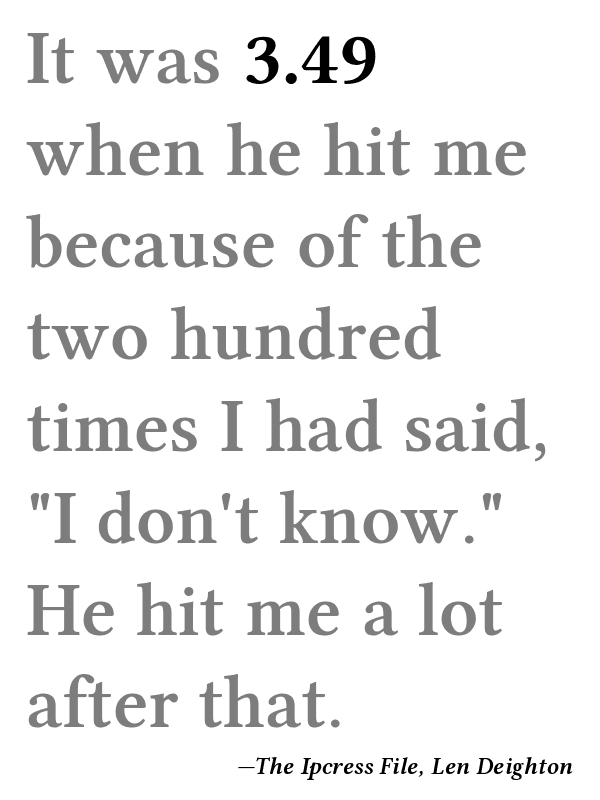 It was 3.49
when he hit me
because of the
two hundred
times I had said,
"I don't know."
He hit me a lot
after that.
—The Ipcress File, Len Deighton